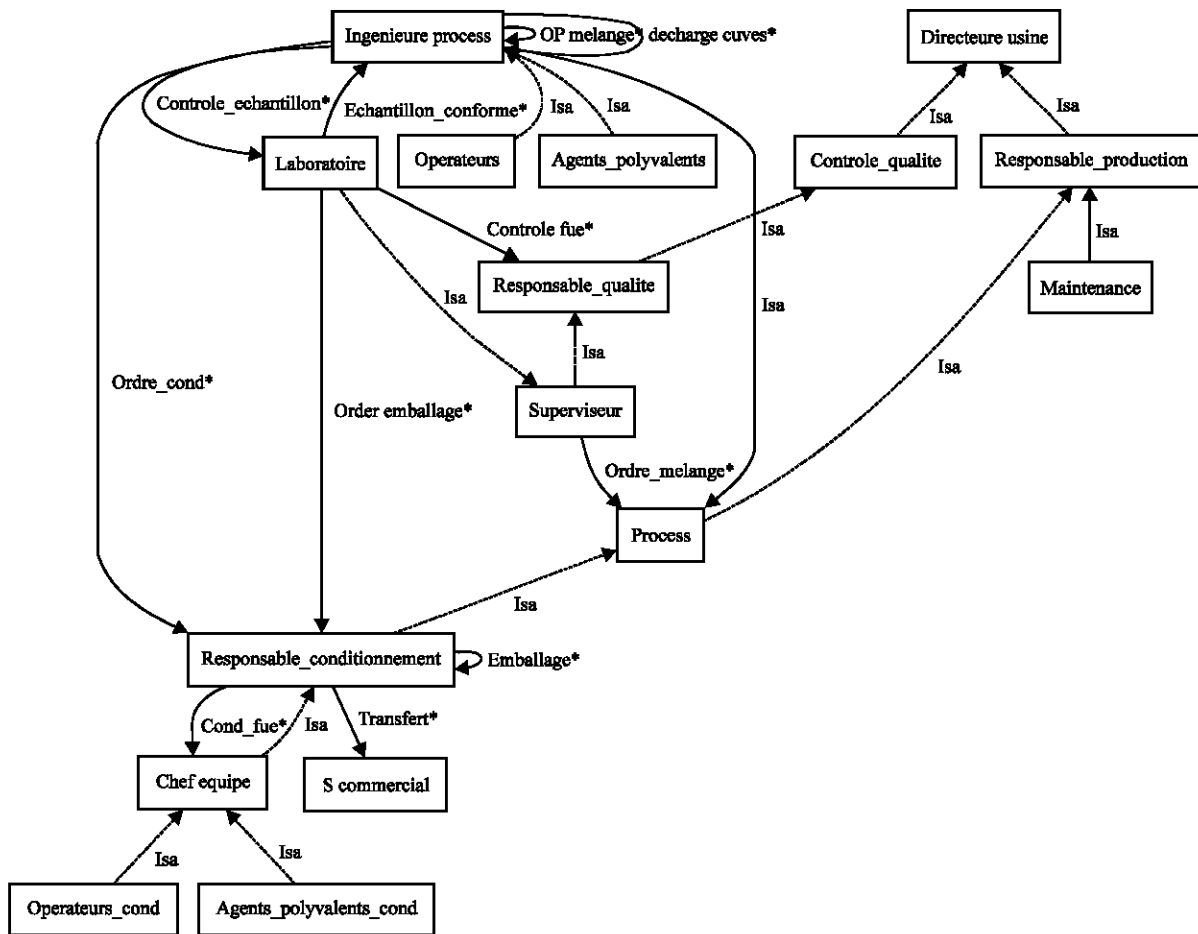 Ingenieure process
OP melange* decharge cuves*
Directeure usine
Controle_echantillon*
Echantillon_conforme*
Isa
Isa
Isa
Isa
Laboratoire
Operateurs
Agents_polyvalents
Controle_qualite
Responsable_production
Controle fue*
Isa
Isa
Responsable_qualite
Maintenance
Isa
Isa
Isa
Isa
Ordre_cond*
Order emballage*
Superviseur
Ordre_melange*
Process
Isa
Responsable_conditionnement
Emballage*
Cond_fue*
Isa
Transfert*
Chef equipe
S commercial
Isa
Isa
Operateurs_cond
Agents_polyvalents_cond